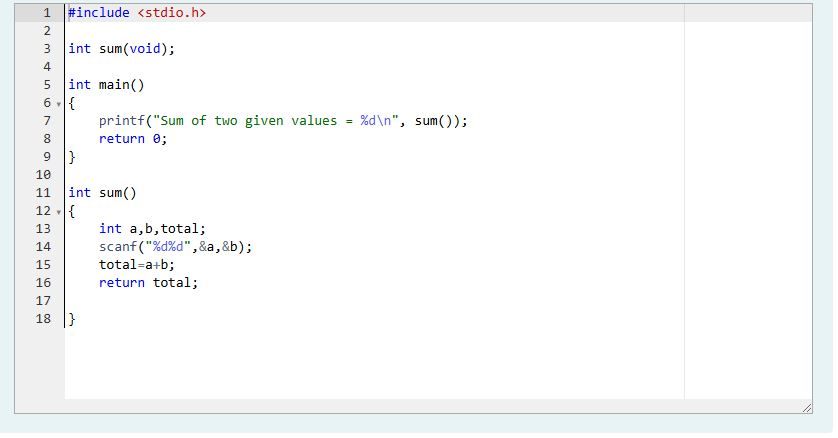 1 #include <stdio.h>
2
3 int sum(void);
4
5 int main()
6 {
7     printf("Sum of two given values = %d\n", sum());
8     return 0;
9 }
10
11 int sum()
12 {
13     int a,b,total;
14     scanf("%d%d",&a,&b);
15     total=a+b;
16     return total;
17
18 }